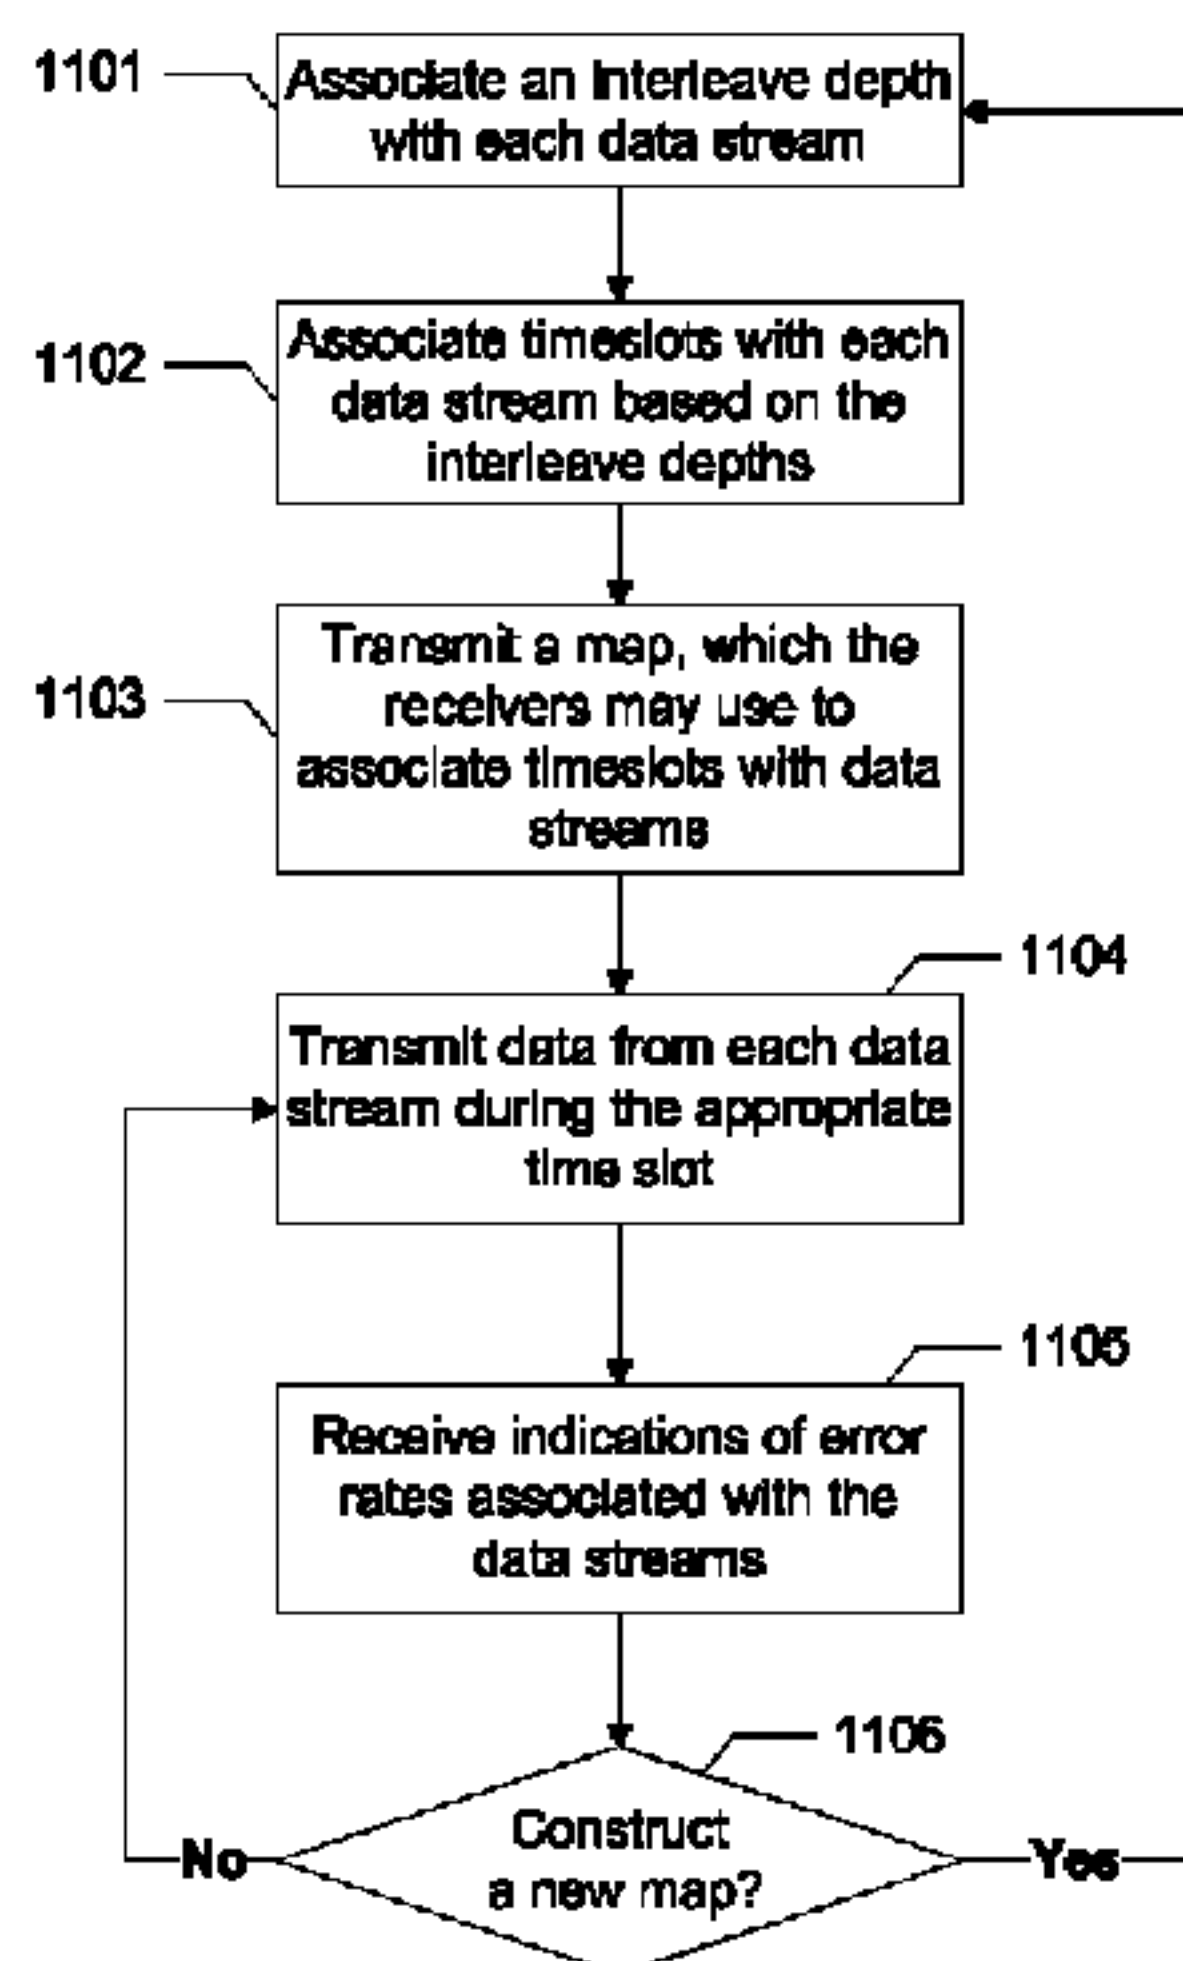 1101
Associate an interleave depth
with each data stream
1102
Associate timeslots with each
data stream based on the
interleave depths
1103
Transmit a map, which the
receivers may use to
associate timeslots with data
streams
1104
Transmit data from each data
stream during the appropriate
time slot
1105
Receive indications of error
rates associated with the
data streams
1106
Construct
a new map?
No
Yes